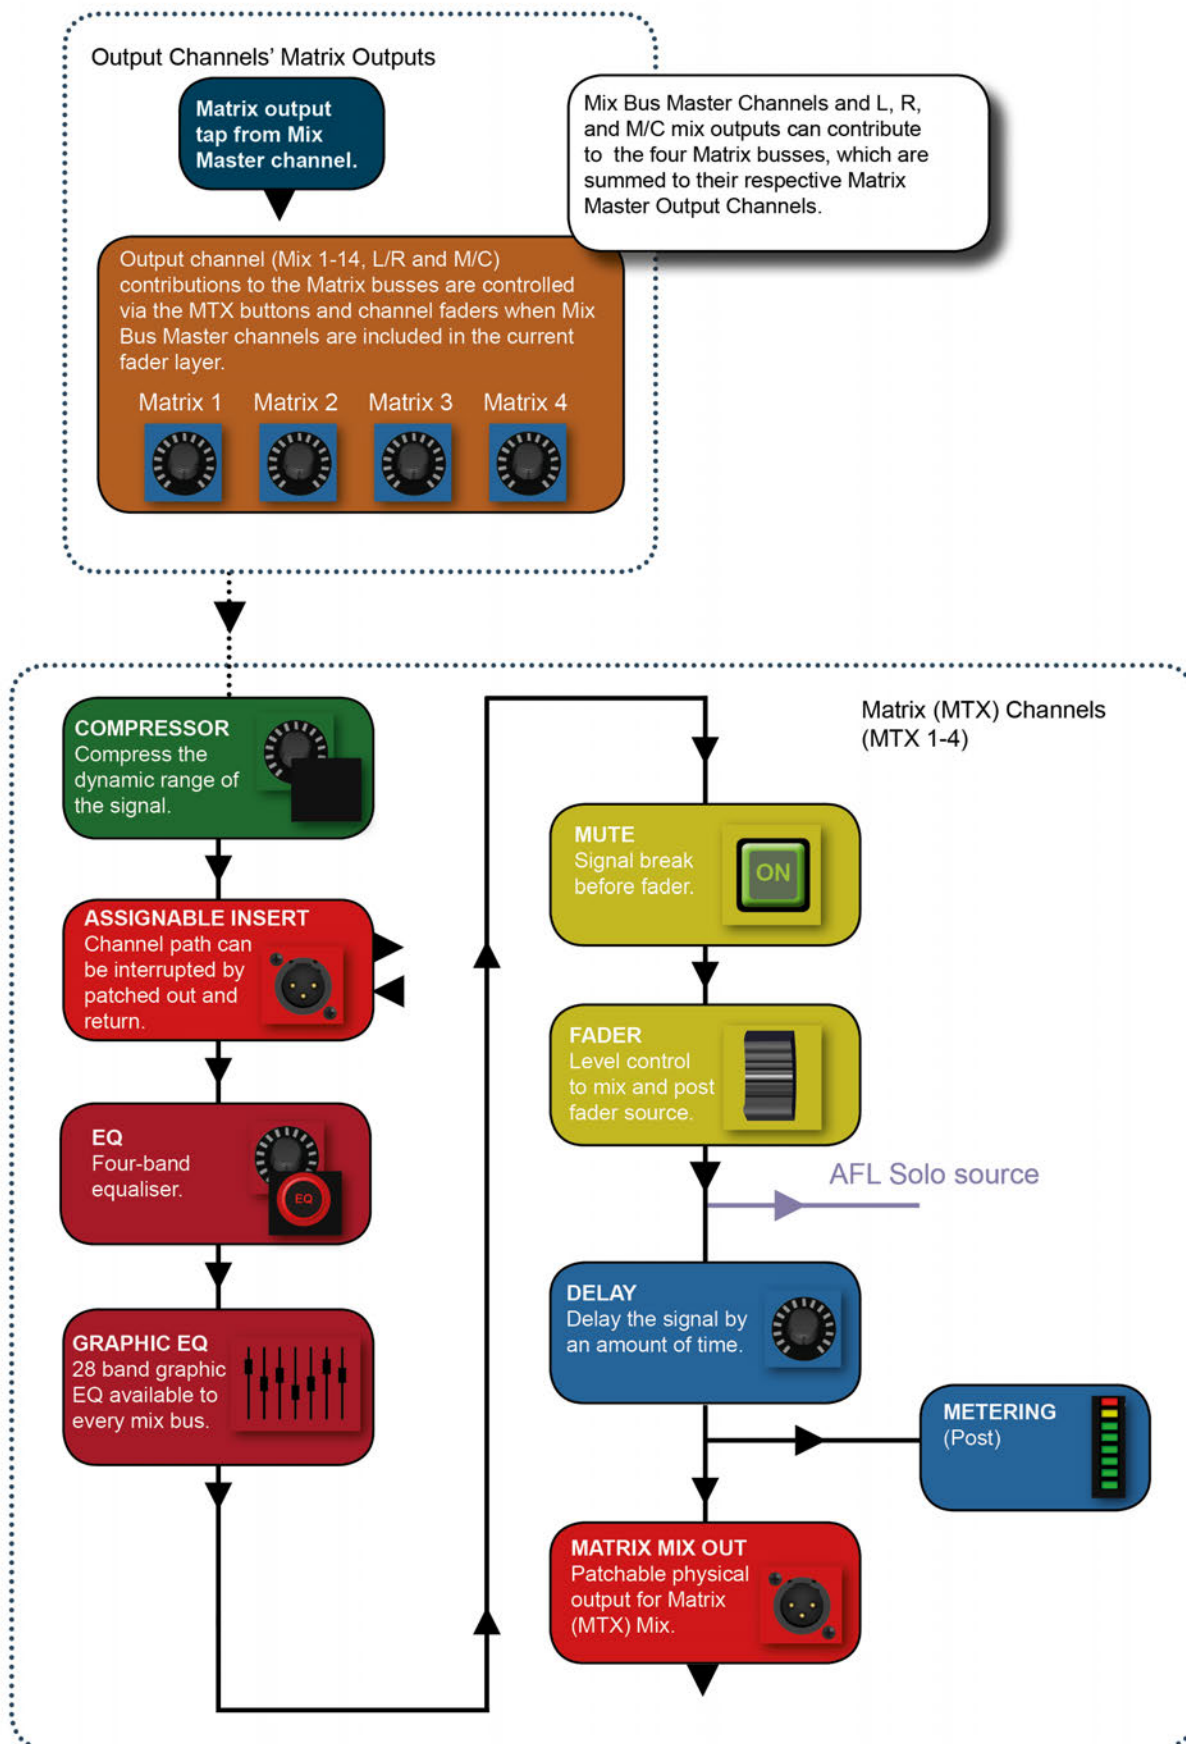 Output Channels' Matrix Outputs
Matrix output
tap from Mix
Master channel.
Mix Bus Master Channels and L, R,
and M/C mix outputs can contribute
to the four Matrix busses, which are
summed to their respective Matrix
Master Output Channels.
Output channel (Mix 1-14, L/R and M/C)
contributions to the Matrix busses are controlled
via the MTX buttons and channel faders when Mix
Bus Master channels are included in the current
fader layer.
Matrix 1 Matrix 2 Matrix 3 Matrix 4
Matrix (MTX) Channels
(MTX 1-4)
COMPRESSOR
Compress the
dynamic range of
the signal.
ASSIGNABLE INSERT
Channel path can
be interrupted by
patched out and
return.
EQ
Four-band
equaliser.
EQ
GRAPHIC EQ
28 band graphic
EQ available to
every mix bus.
MUTE
Signal break
before fader.
ON
FADER
Level control
to mix and post
fader source.
AFL Solo source
DELAY
Delay the signal by
an amount of time.
METERING
(Post)
MATRIX MIX OUT
Patchable physical
output for Matrix
(MTX) Mix.